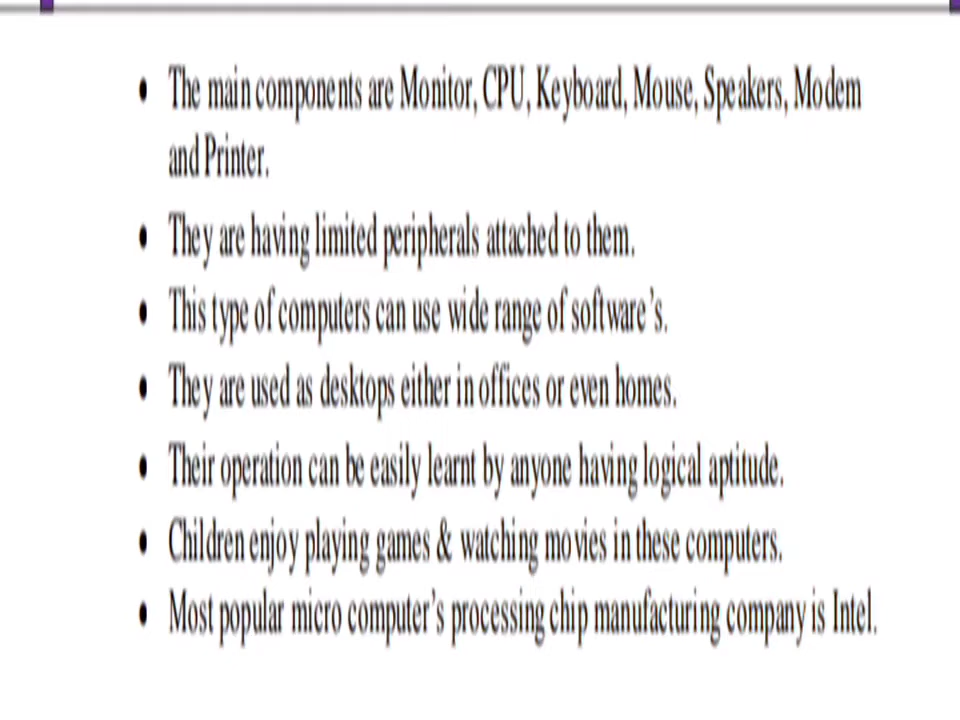 • The main components are Monitor, CPU, Keyboard, Mouse, Speakers, Modem
and Printer.
• They are having limited peripherals attached to them.
• This type of computers can use wide range of software's.
• They are used as desktops either in offices or even homes.
• Their operation can be easily learnt by anyone having logical aptitude.
• Children enjoy playing games & watching movies in these computers.
• Most popular micro computer's processing chip manufacturing company is Intel.